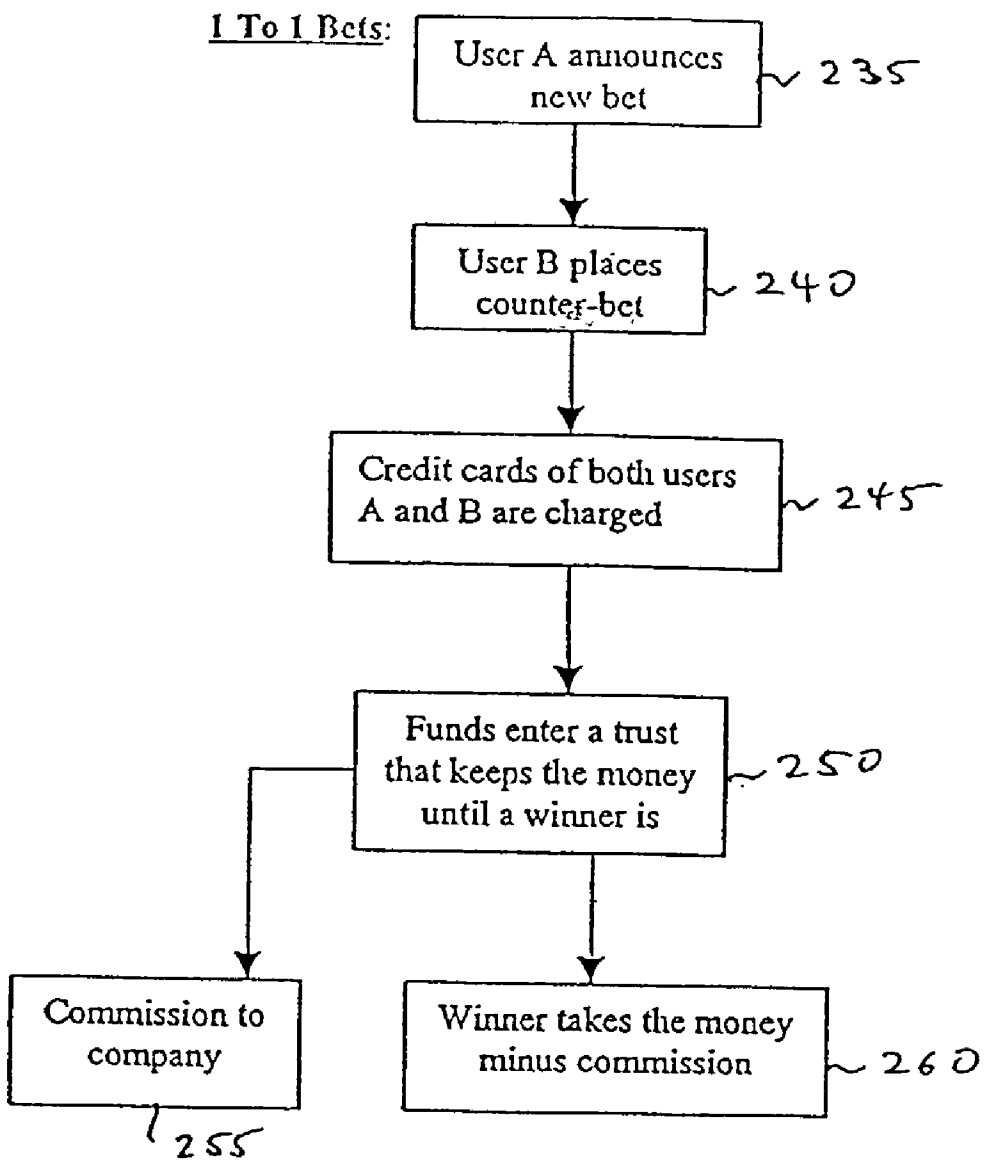 1 To 1 Bets:
User A announces
new bet
235
User B places
counter-bet
240
Credit cards of both users
A and B are charged
245
Funds enter a trust
that keeps the money
until a winner is
250
Commission to
company
255
Winner takes the money
minus commission
260